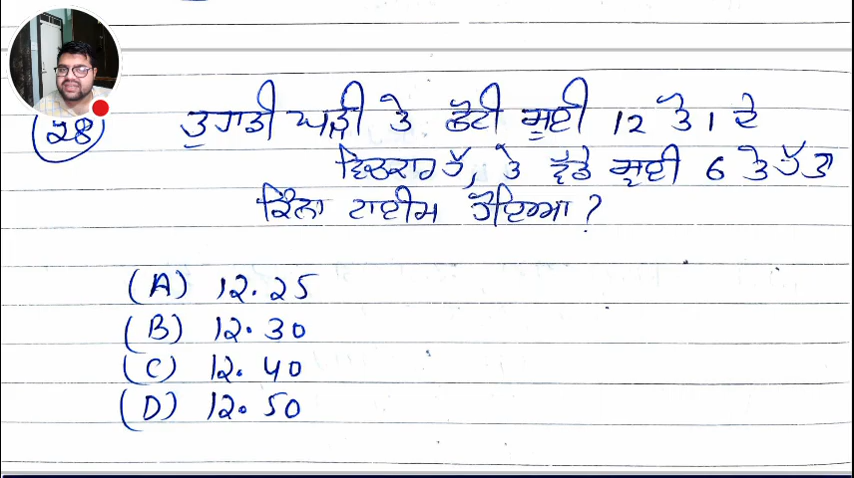 (28) ਤੁਹਾਡੀ ਘੜੀ ਤੇ ਛੋਟੀ ਸੂਈ 12 ਤੇ 1 ਦੇ
ਵਿਚਕਾਰ ਹੈ, ਤੇ ਵੱਡੀ ਸੂਈ 6 ਤੇ ਹੈ ਤਾਂ
ਕਿੰਨਾ ਟਾਈਮ ਹੋਇਆ ?
(A) 12.25
(B) 12.30
(C) 12.40
(D) 12.50